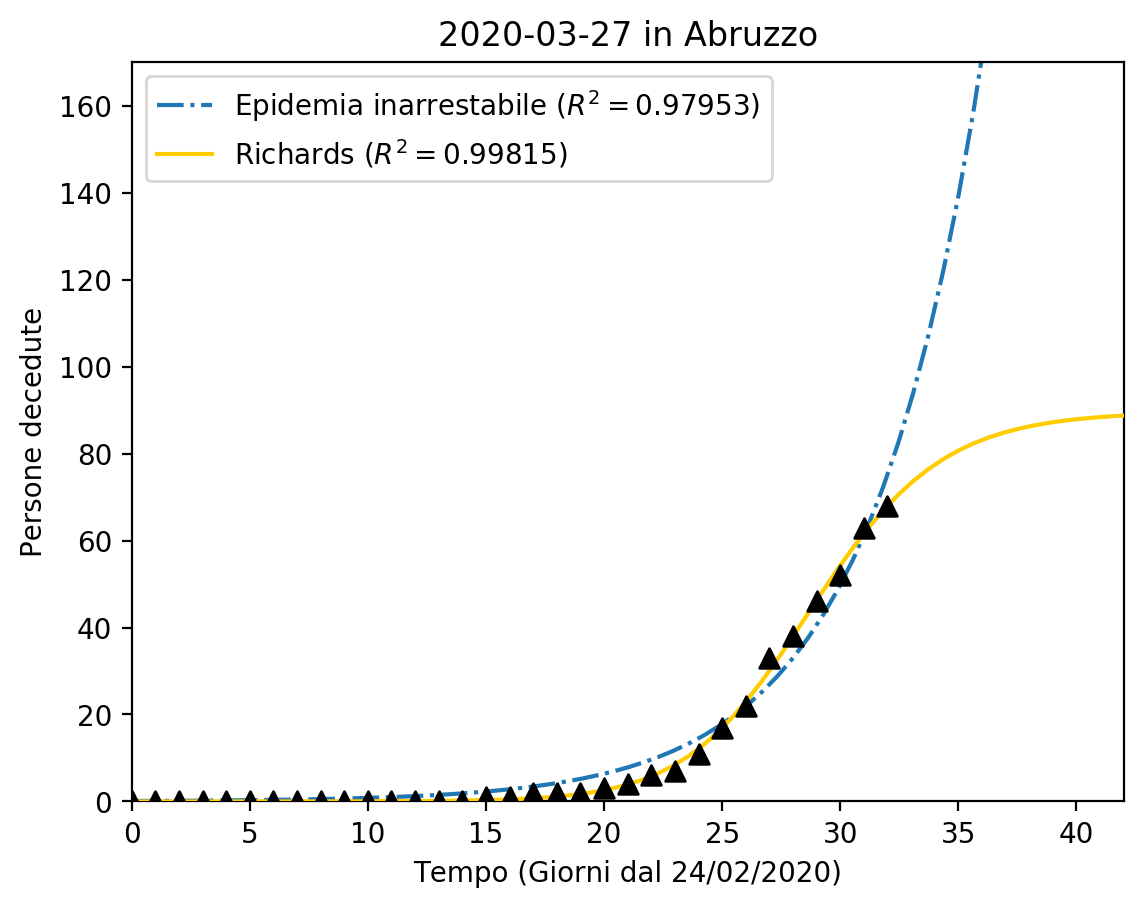 2020-03-27 in Abruzzo
Epidemia inarrestabile (R² = 0.97953)
Richards (R² = 0.99815)
160
140
120
100
80
60
40
20
0
Persone decedute
0 5 10 15 20 25 30 35 40
Tempo (Giorni dal 24/02/2020)